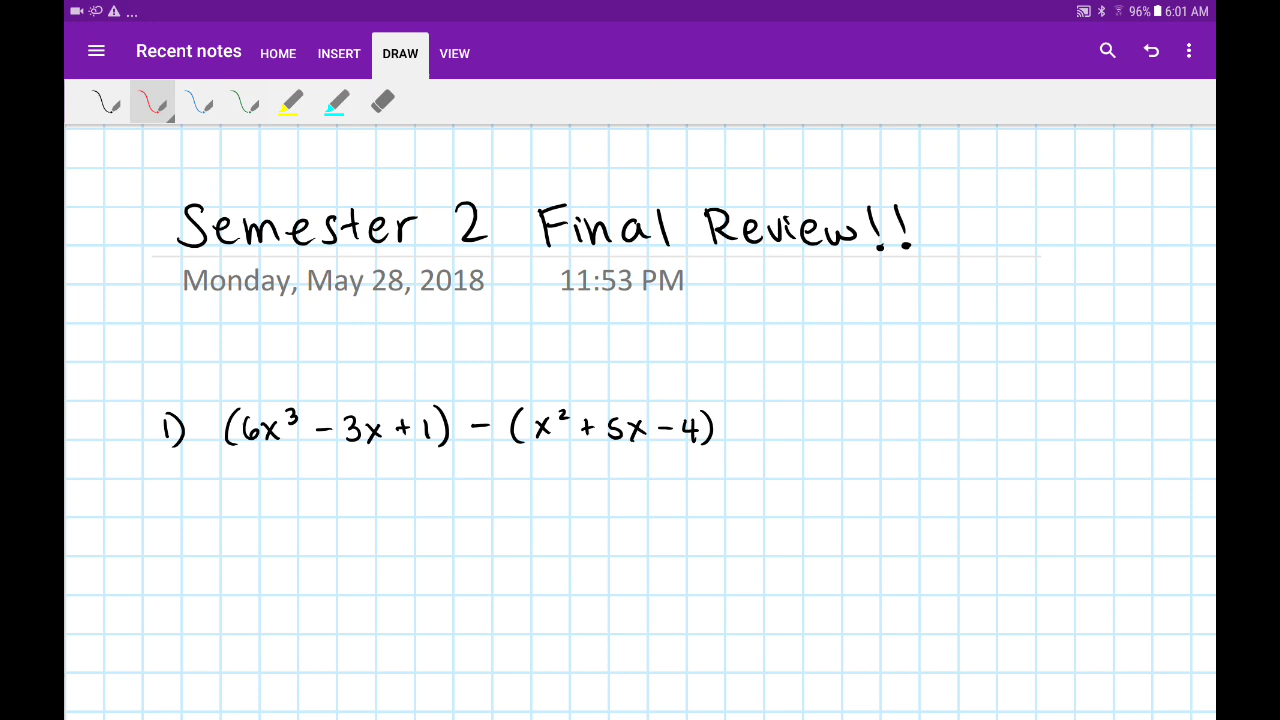 ... 96% 6:01 AM
Recent notes HOME INSERT DRAW VIEW
Semester 2 Final Review!!
Monday, May 28, 2018 11:53 PM
1) (6x³ - 3x + 1) - (x² + 5x - 4)